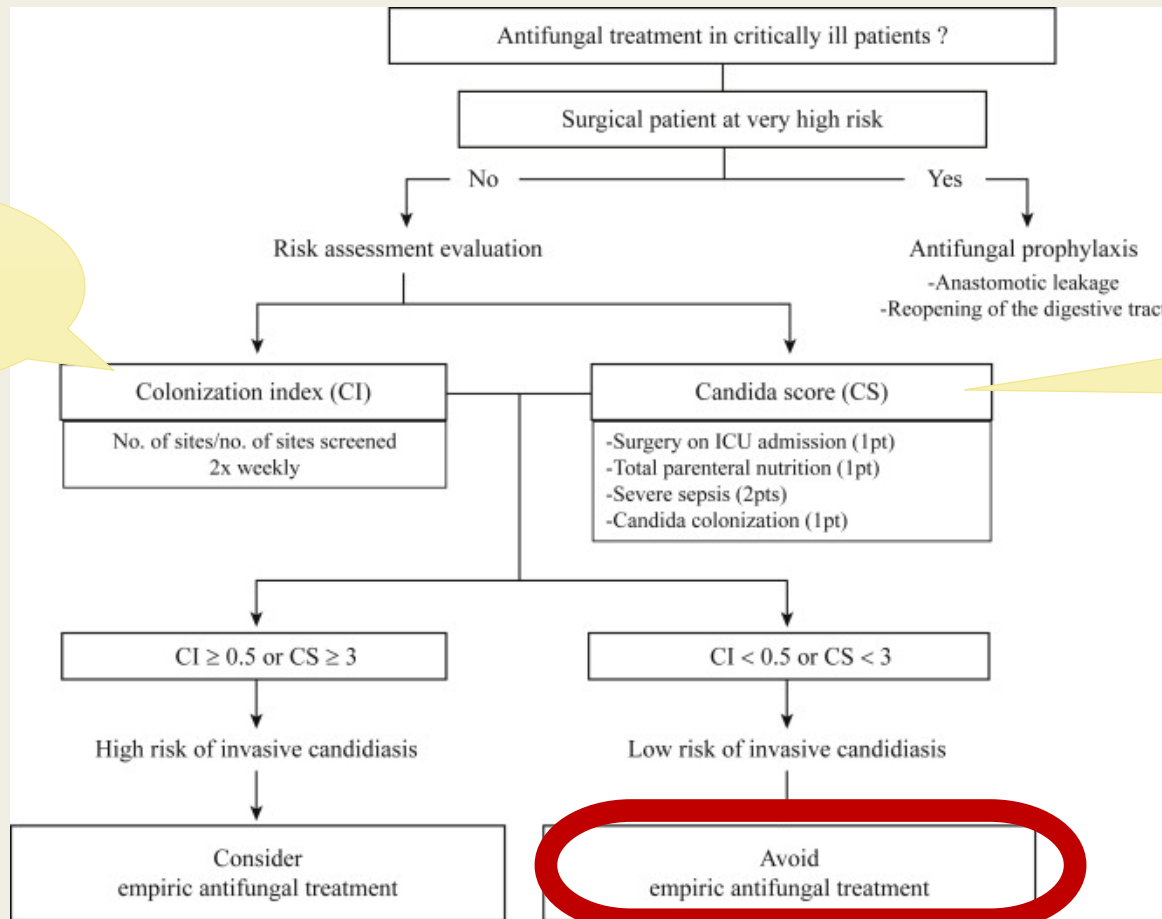 Antifungal treatment in critically ill patients ?
Surgical patient at very high risk
No
Yes
Risk assessment evaluation
Antifungal prophylaxis
-Anastomotic leakage
-Reopening of the digestive tract
Colonization index (CI)
No. of sites/no. of sites screened
2x weekly
Candida score (CS)
-Surgery on ICU admission (1pt)
-Total parenteral nutrition (1pt)
-Severe sepsis (2pts)
-Candida colonization (1pt)
CI ≥ 0.5 or CS ≥ 3
CI < 0.5 or CS < 3
High risk of invasive candidiasis
Low risk of invasive candidiasis
Consider
empiric antifungal treatment
Avoid
empiric antifungal treatment